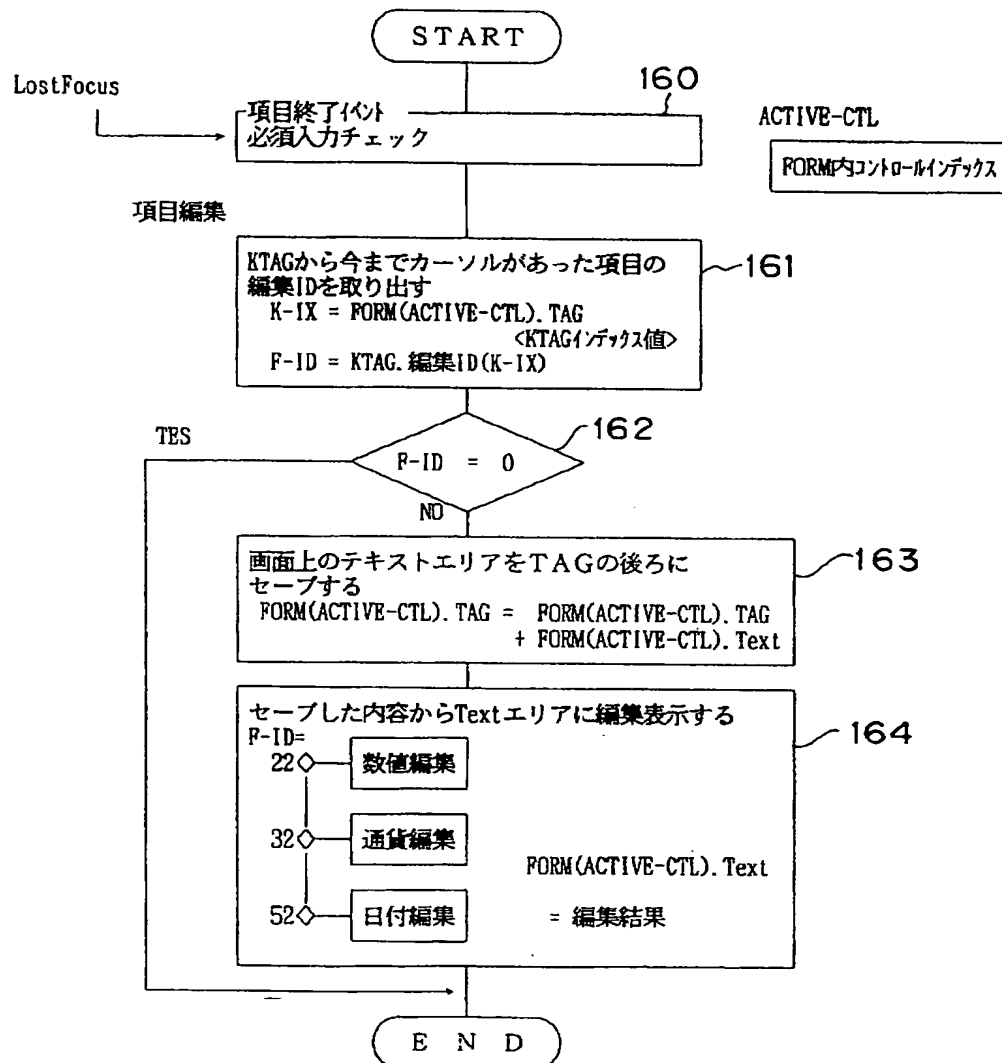 START
LostFocus
160
項目終了イベント
必須入力チェック
ACTIVE-CTL
FORM内コントロールインデックス
項目編集
KTAGから今までカーソルがあった項目の
編集IDを取り出す
K-IX = FORM(ACTIVE-CTL).TAG
<KTAGインデックス値>
F-ID = KTAG.編集ID(K-IX)
161
TES
162
F-ID = 0
NO
画面上のテキストエリアをTAGの後ろに
セーブする
FORM(ACTIVE-CTL).TAG = FORM(ACTIVE-CTL).TAG
+ FORM(ACTIVE-CTL).Text
163
セーブした内容からTextエリアに編集表示する
F-ID=
164
22 数値編集
32 通貨編集
FORM(ACTIVE-CTL).Text
52 日付編集 = 編集結果
END